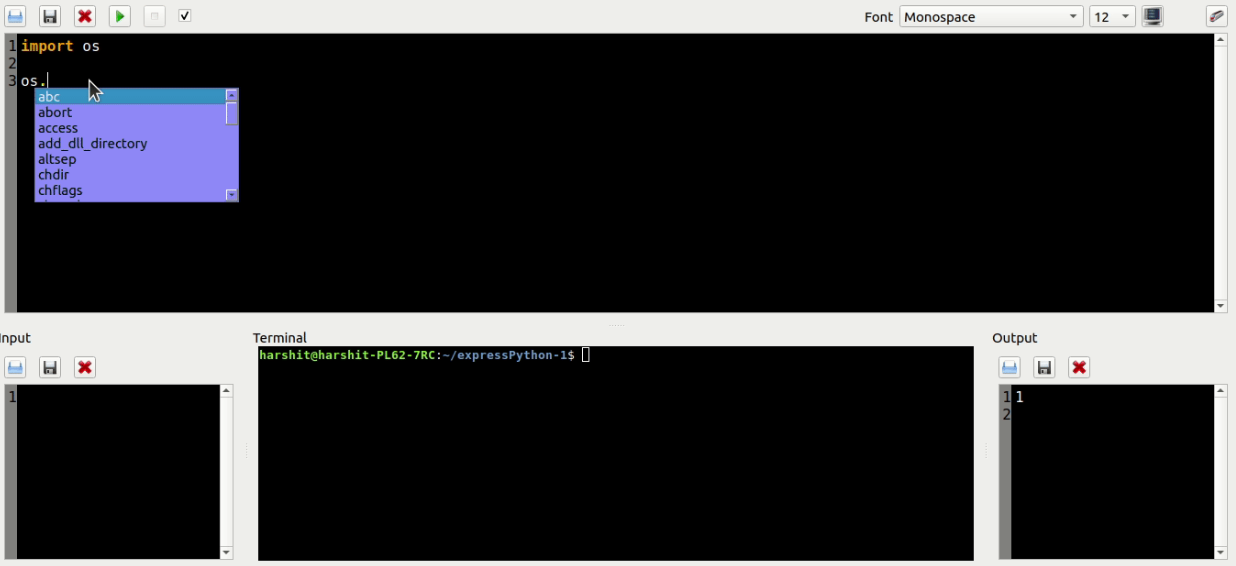 Font Monospace 12
1 import os
2
3 os.
abc
abort
access
add_dll_directory
altsep
chdir
chflags
Input
Terminal
Output
harshit@harshit-PL62-7RC:~/expressPython-1$
1
1 1
2